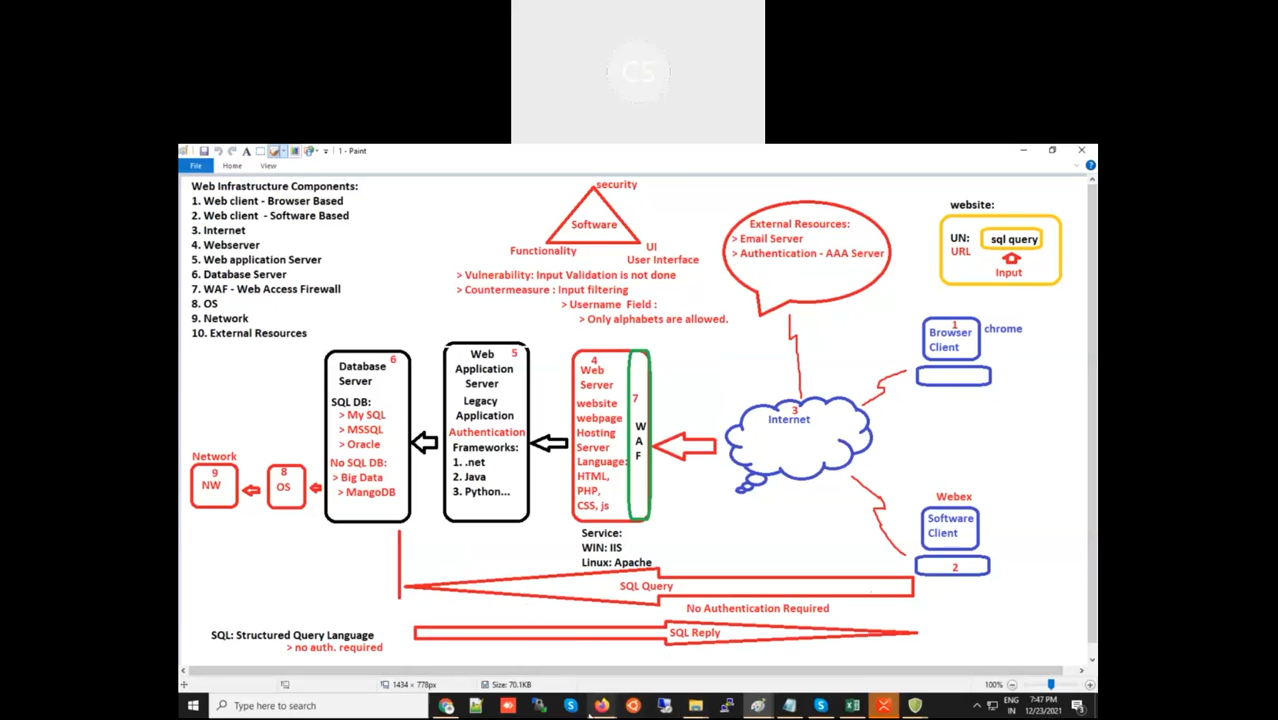 CS
1 - Paint
File
Home
View
Web Infrastructure Components:
1. Web client - Browser Based
2. Web client - Software Based
3. Internet
4. Webserver
5. Web application Server
6. Database Server
7. WAF - Web Access Firewall
8. OS
9. Network
10. External Resources
security
Software
Functionality
UI
User Interface
> Vulnerability: Input Validation is not done
> Countermeasure : Input filtering
> Username Field :
> Only alphabets are allowed.
External Resources:
> Email Server
> Authentication - AAA Server
website:
UN:
sql query
URL
Input
1
Browser
Client
chrome
3
Internet
Webex
Software
Client
2
7
W
A
F
4
Web
Server
website
webpage
Hosting
Server
Language:
HTML,
PHP,
CSS, js
Service:
WIN: IIS
Linux: Apache
Web 5
Application
Server
Legacy
Application
Authentication
Frameworks:
1. .net
2. Java
3. Python...
6
Database
Server
SQL DB:
> My SQL
> MSSQL
> Oracle
No SQL DB:
> Big Data
> MangoDB
8
OS
Network
9
NW
SQL Query
No Authentication Required
SQL Reply
SQL: Structured Query Language
> no auth. required
1434 × 778px
Size: 70.1KB
100%
Type here to search
7:47 PM
IN
12/23/2021
3